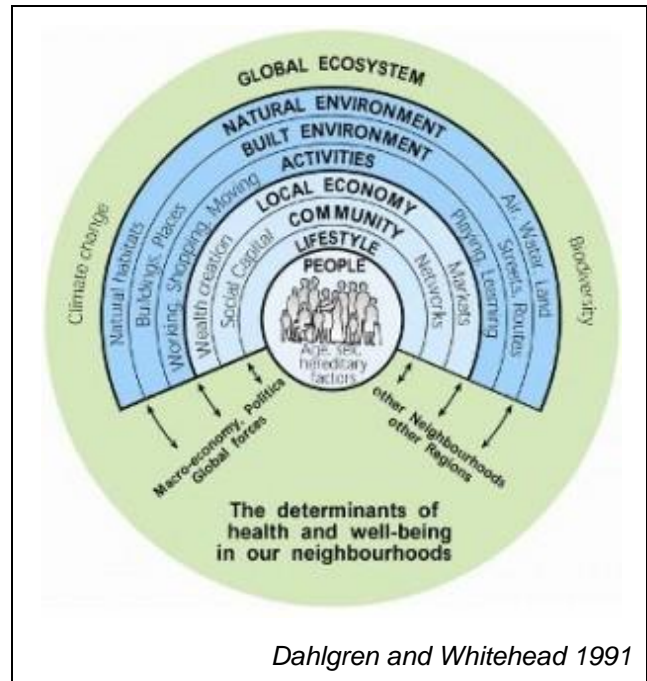 GLOBAL ECOSYSTEM
NATURAL ENVIRONMENT
BUILT ENVIRONMENT
ACTIVITIES
LOCAL ECONOMY
COMMUNITY
LIFESTYLE
PEOPLE
Age, sex,
hereditary
factors
Climate change
Natural habitats
Buildings, Places
Working, Shopping, Moving
Wealth creation
Social Capital
Networks
Markets
Playing, Learning
Streets, Routes
Air, Water, Land
Biodiversity
Macro-economy, Politics
Global forces
other Neighbourhoods
other Regions
The determinants of
health and well-being
in our neighbourhoods
Dahlgren and Whitehead 1991